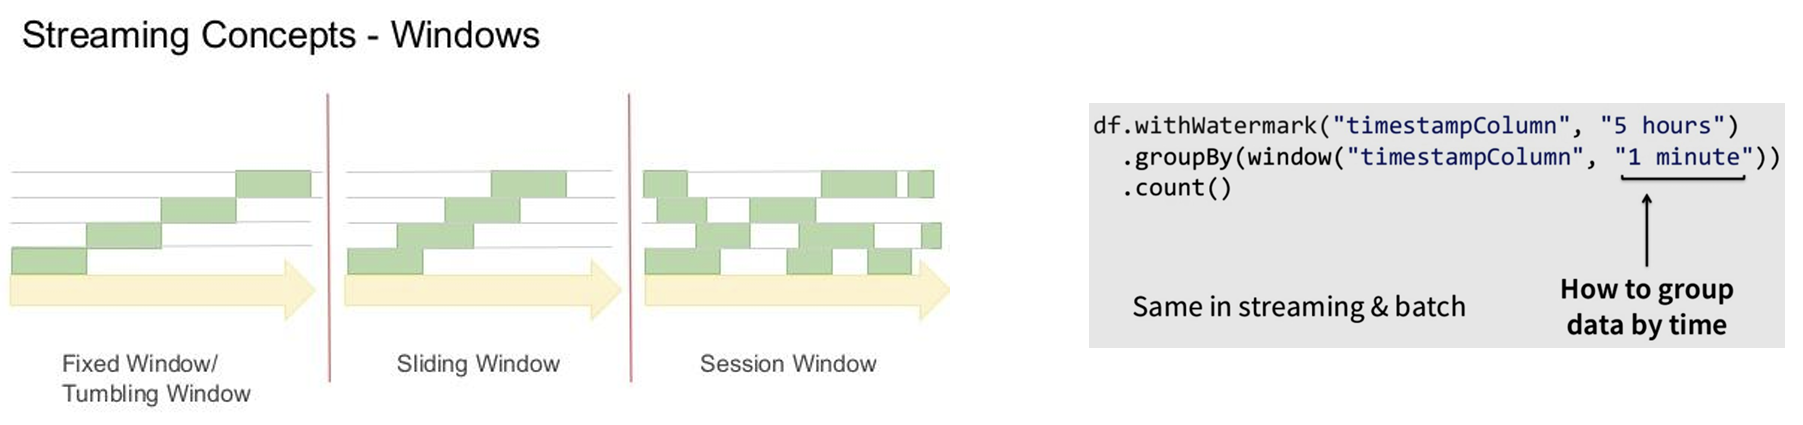 Streaming Concepts - Windows
Fixed Window/
Tumbling Window
Sliding Window
Session Window
df.withWatermark("timestampColumn", "5 hours")
.groupBy(window("timestampColumn", "1 minute"))
.count()
Same in streaming & batch
How to group
data by time